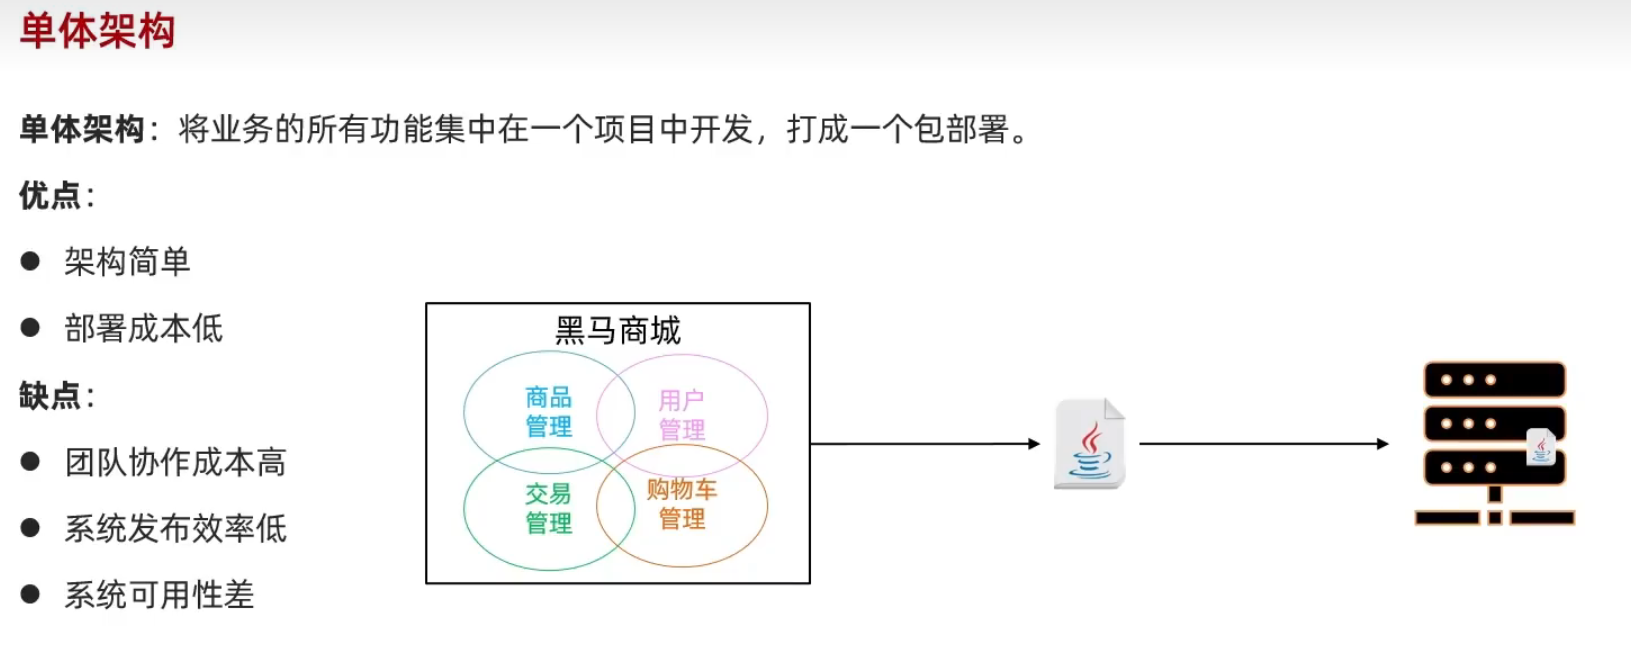 单体架构
单体架构：将业务的所有功能集中在一个项目中开发，打成一个包部署。
优点：
● 架构简单
● 部署成本低
缺点：
● 团队协作成本高
● 系统发布效率低
● 系统可用性差
黑马商城
商品
管理
用户
管理
交易
管理
购物车
管理